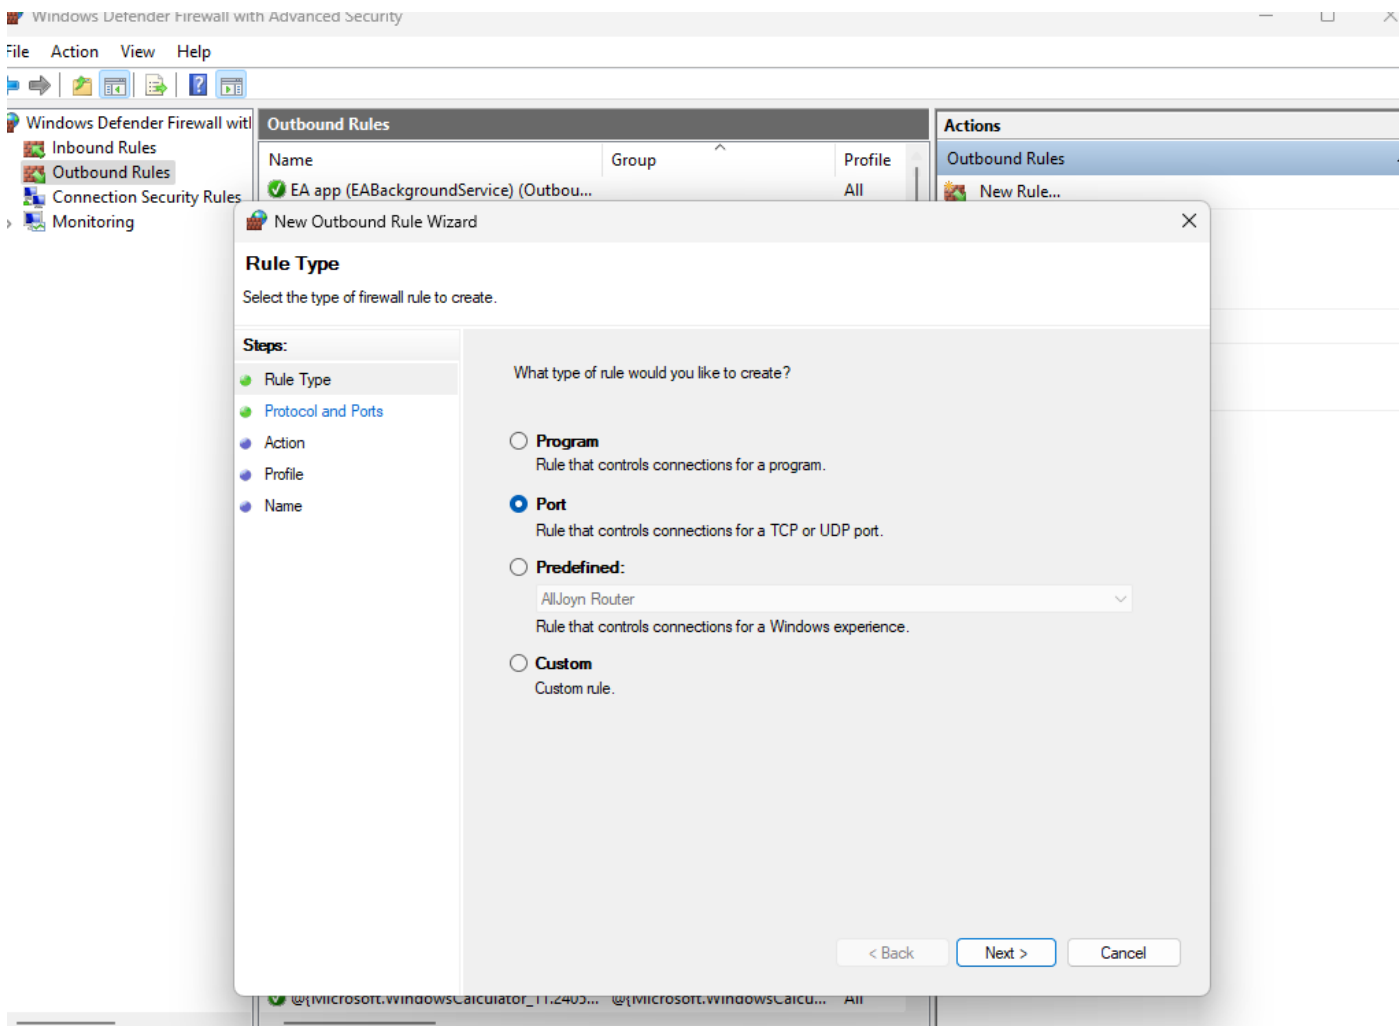 Windows Defender Firewall with Advanced Security
File Action View Help
Windows Defender Firewall witl
Inbound Rules
Outbound Rules
Connection Security Rules
Monitoring
Outbound Rules
Name Group Profile
EA app (EABackgroundService) (Outbou... All
Actions
Outbound Rules
New Rule...
New Outbound Rule Wizard
Rule Type
Select the type of firewall rule to create.
Steps:
Rule Type
Protocol and Ports
Action
Profile
Name
What type of rule would you like to create?
Program
Rule that controls connections for a program.
Port
Rule that controls connections for a TCP or UDP port.
Predefined:
AllJoyn Router
Rule that controls connections for a Windows experience.
Custom
Custom rule.
< Back Next > Cancel
@{Microsoft.WindowsCalculator_11.2405... @{Microsoft.WindowsCalcu... All